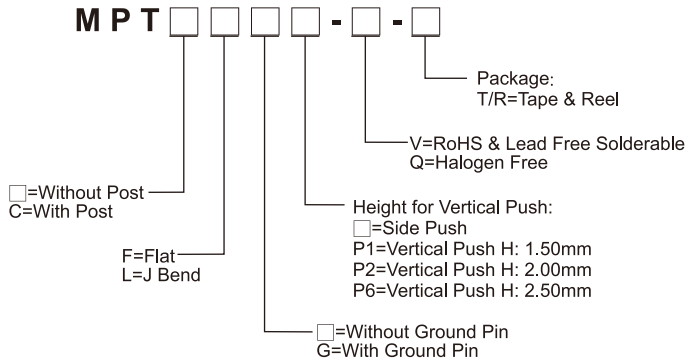 M P T □ □ □ □ - □ - □
Package:
T/R=Tape & Reel
V=RoHS & Lead Free Solderable
Q=Halogen Free
□=Without Post
C=With Post
Height for Vertical Push:
□=Side Push
P1=Vertical Push H: 1.50mm
P2=Vertical Push H: 2.00mm
P6=Vertical Push H: 2.50mm
F=Flat
L=J Bend
□=Without Ground Pin
G=With Ground Pin